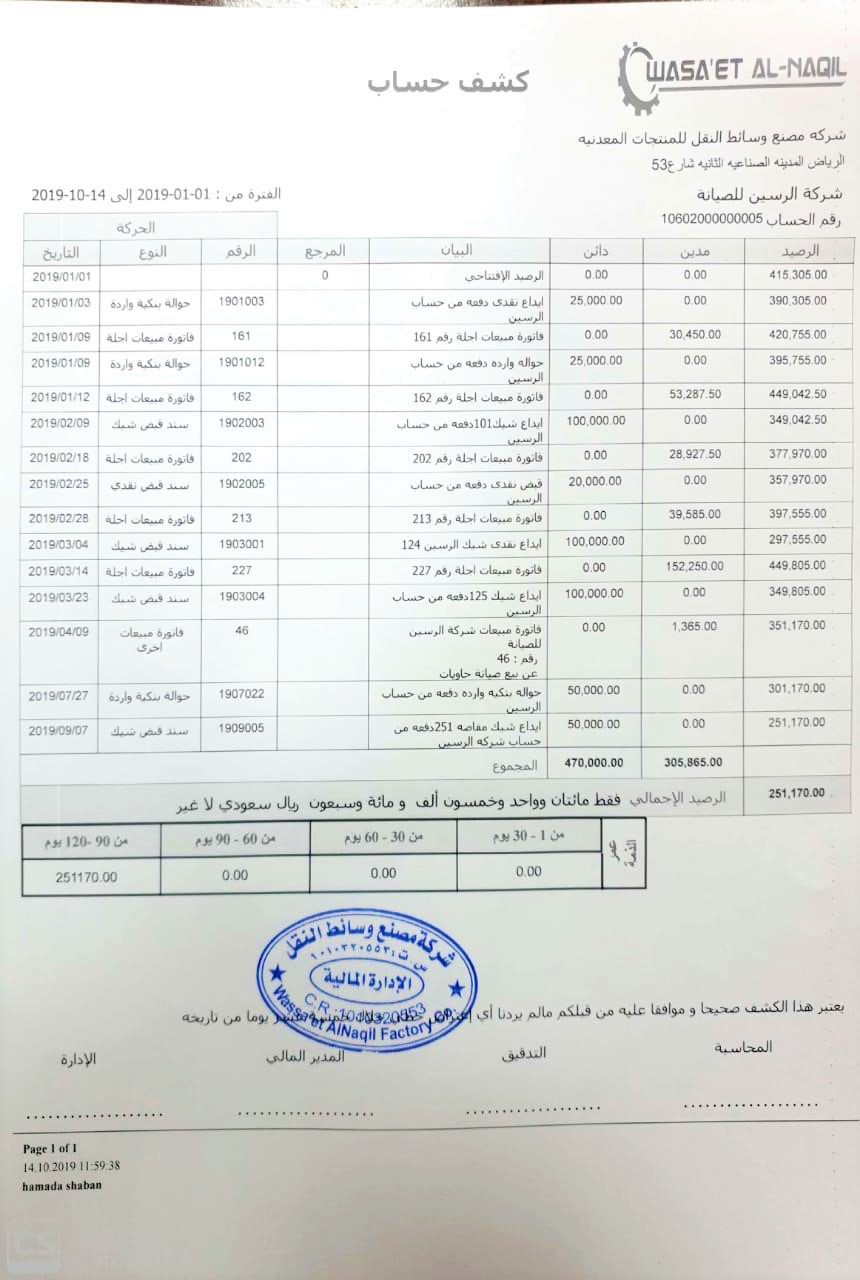 WASA'ET AL-NAQIL
كشف حساب
شركه مصنع وسائط النقل للمنتجات المعدنيه
الرياض المدينه الصناعيه الثانيه شارع53
شركة الرسين للصيانة
الفترة من : 01-01-2019 إلى 14-10-2019
رقم الحساب 10602000000005
الحركة
الرصيد مدين دائن البيان المرجع الرقم النوع التاريخ
415,305.00 0.00 0.00 الرصيد الإفتتاحي 0 2019/01/01
390,305.00 0.00 25,000.00 ايداع نقدى دفعه من حساب 1901003 حوالة بنكية واردة 2019/01/03
الرسين
420,755.00 30,450.00 0.00 فاتورة مبيعات اجلة رقم 161 161 فاتورة مبيعات اجلة 2019/01/09
395,755.00 0.00 25,000.00 حواله وارده دفعه من حساب 1901012 حوالة بنكية واردة 2019/01/09
الرسين
449,042.50 53,287.50 0.00 فاتورة مبيعات اجلة رقم 162 162 فاتورة مبيعات اجلة 2019/01/12
349,042.50 0.00 100,000.00 ايداع شيك101دفعه من حساب 1902003 سند قبض شيك 2019/02/09
الرسين
377,970.00 28,927.50 0.00 فاتورة مبيعات اجلة رقم 202 202 فاتورة مبيعات اجلة 2019/02/18
357,970.00 0.00 20,000.00 قبض نقدى دفعه من حساب 1902005 سند قبض نقدي 2019/02/25
الرسين
397,555.00 39,585.00 0.00 فاتورة مبيعات اجلة رقم 213 213 فاتورة مبيعات اجلة 2019/02/28
297,555.00 0.00 100,000.00 ايداع نقدى شيك الرسين 124 1903001 سند قبض شيك 2019/03/04
449,805.00 152,250.00 0.00 فاتورة مبيعات اجلة رقم 227 227 فاتورة مبيعات اجلة 2019/03/14
349,805.00 0.00 100,000.00 ايداع شيك 125دفعه من حساب 1903004 سند قبض شيك 2019/03/23
الرسين
351,170.00 1,365.00 0.00 فاتورة مبيعات شركة الرسين 46 فاتورة مبيعات 2019/04/09
للصيانة اخرى
رقم : 46
عن بيع صيانة حاويات
301,170.00 0.00 50,000.00 حواله بنكيه وارده دفعه من حساب 1907022 حوالة بنكية واردة 2019/07/27
الرسين
251,170.00 0.00 50,000.00 ايداع شيك مقاصه 251دفعه من 1909005 سند قبض شيك 2019/09/07
حساب شركه الرسين
305,865.00 470,000.00 المجموع
251,170.00 الرصيد الإجمالي فقط مائتان وواحد وخمسون ألف و مائة وسبعون ريال سعودي لا غير
عمر الذمة من 1 - 30 يوم من 30 - 60 يوم من 60 - 90 يوم من 90 -120 يوم
0.00 0.00 0.00 251170.00
شركة مصنع وسائط النقل
س.ت: ١٠١٠٣٢٠٥٥٣
الإدارة المالية
C.R.: 1010320553
Wassa'et AlNaqil Factory Co.
يعتبر هذا الكشف صحيحا و موافقا عليه من قبلكم مالم يردنا أي إعتراض خطي خلال خمسة عشر يوما من تاريخه
المحاسبة التدقيق المدير المالي الإدارة
Page 1 of 1
14.10.2019 11:59:38
hamada shaban
CS